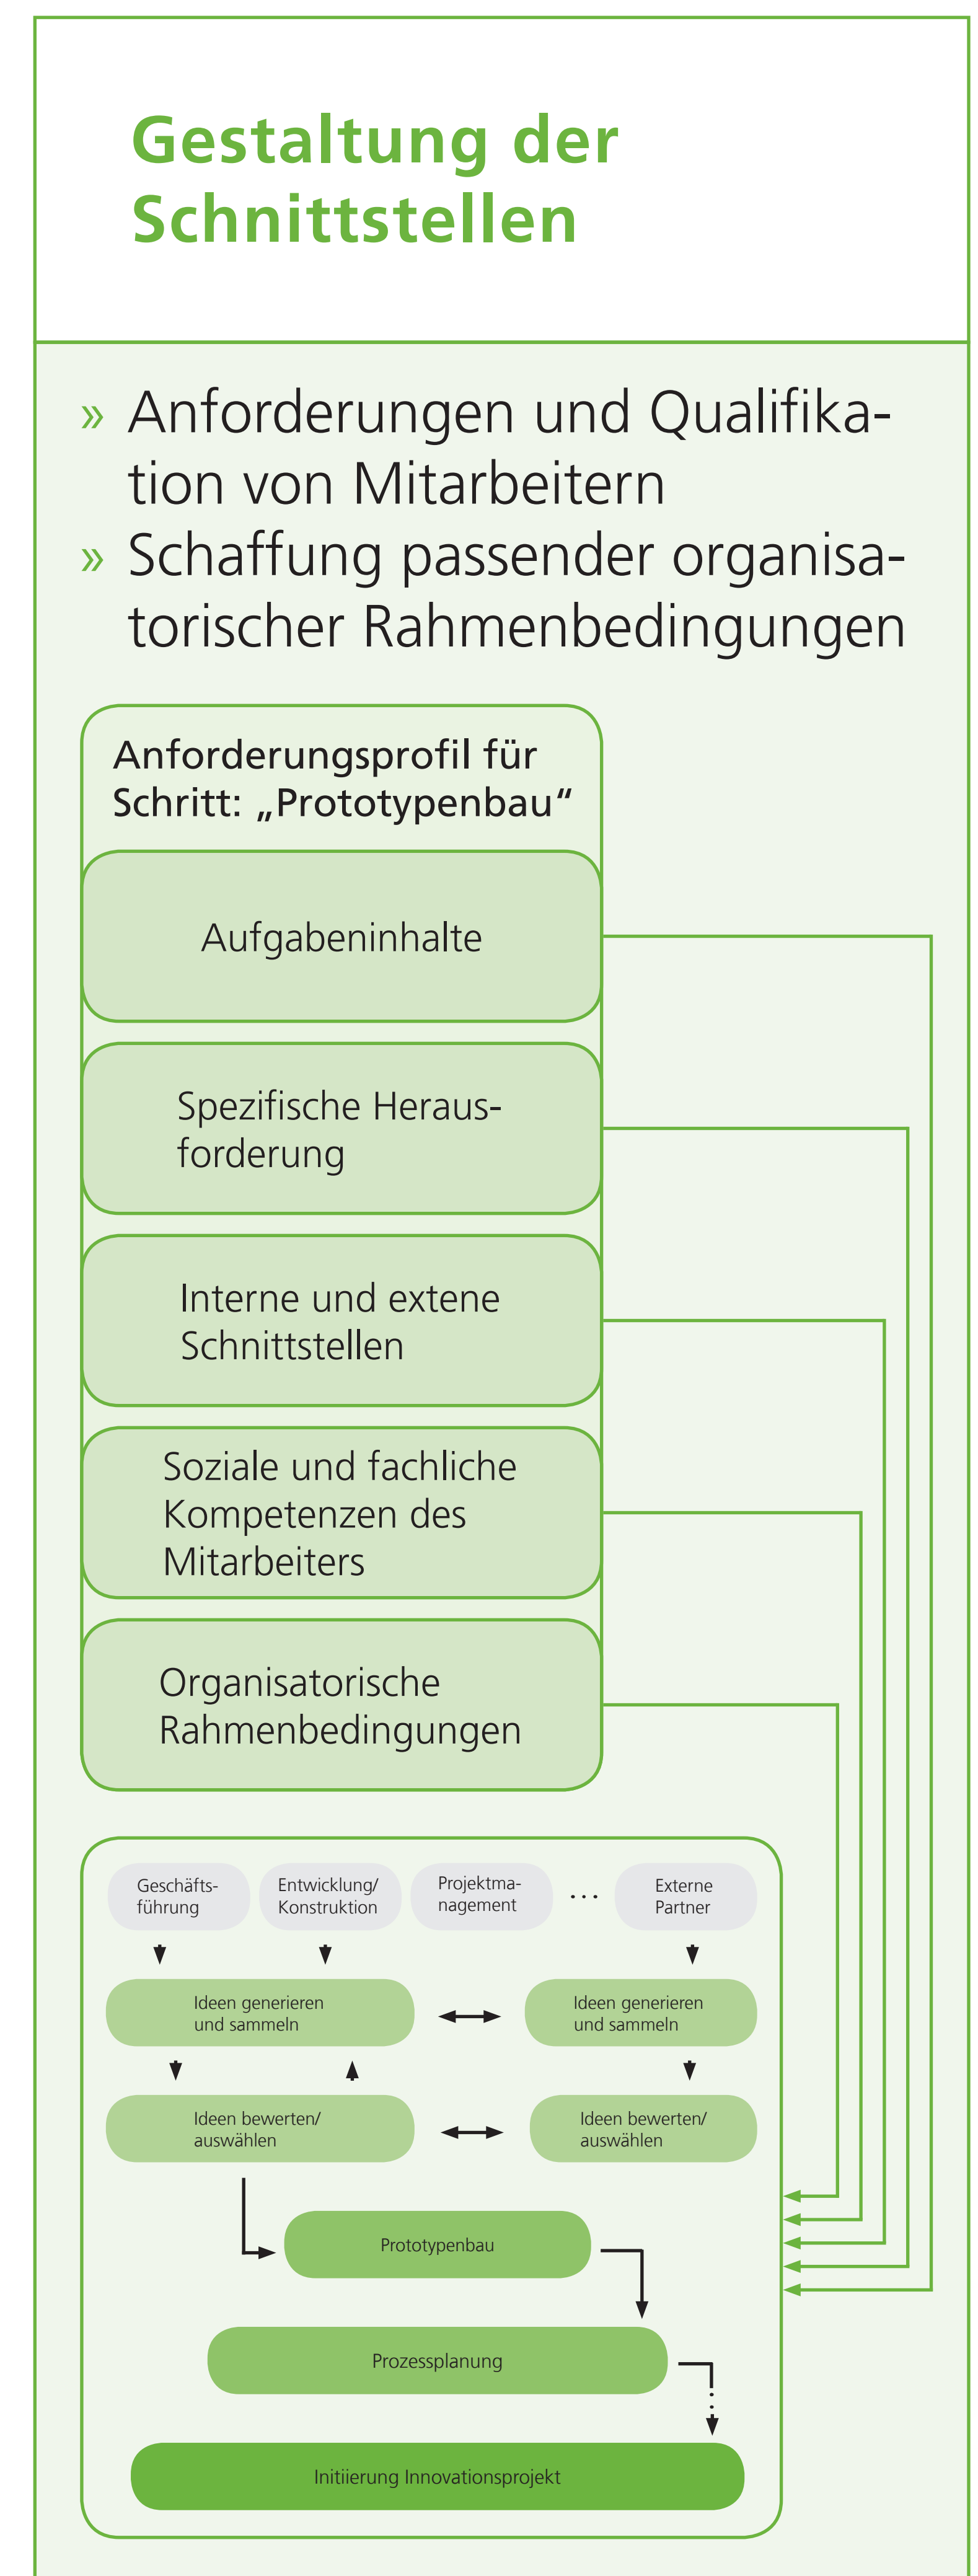 Gestaltung der
Schnittstellen
» Anforderungen und Qualifika-
tion von Mitarbeitern
» Schaffung passender organisa-
torischer Rahmenbedingungen
Anforderungsprofil für
Schritt: „Prototypenbau“
Aufgabeninhalte
Spezifische Heraus-
forderung
Interne und extene
Schnittstellen
Soziale und fachliche
Kompetenzen des
Mitarbeiters
Organisatorische
Rahmenbedingungen
Geschäfts-
führung
Entwicklung/
Konstruktion
Projektma-
nagement
...
Externe
Partner
Ideen generieren
und sammeln
Ideen generieren
und sammeln
Ideen bewerten/
auswählen
Ideen bewerten/
auswählen
Prototypenbau
Prozessplanung
Initiierung Innovationsprojekt